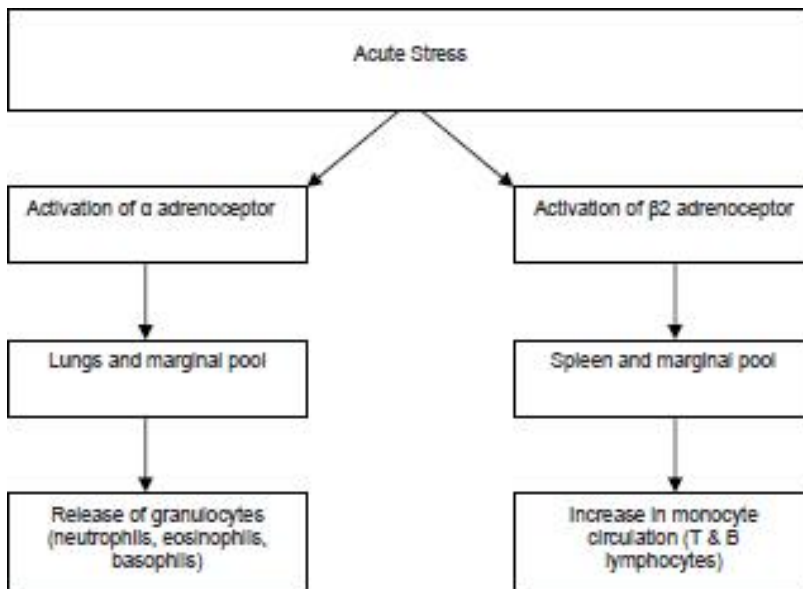 Acute Stress
Activation of α adrenoceptor
Activation of β2 adrenoceptor
Lungs and marginal pool
Spleen and marginal pool
Release of granulocytes
(neutrophils, eosinophils,
basophils)
Increase in monocyte
circulation (T & B
lymphocytes)